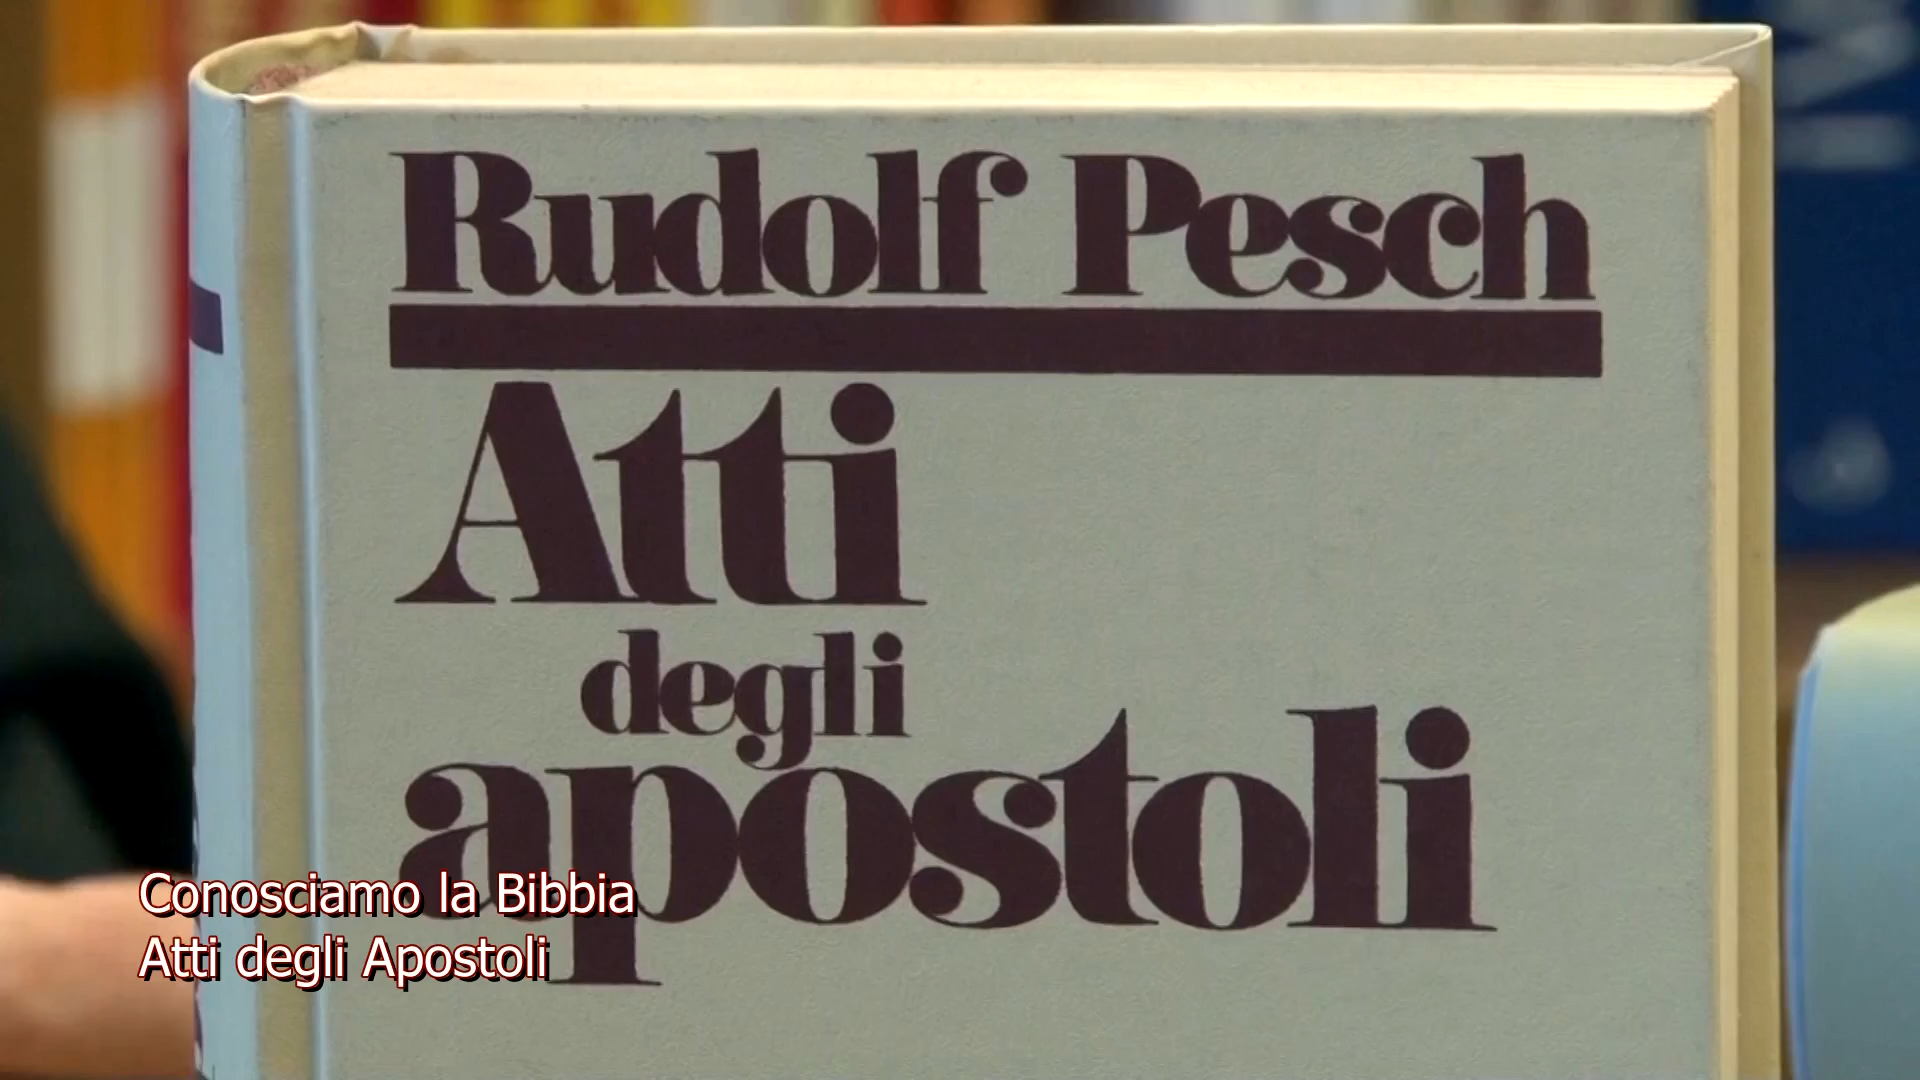 Rudolf Pesch
Atti
degli
apostoli
Conosciamo la Bibbia
Atti degli Apostoli